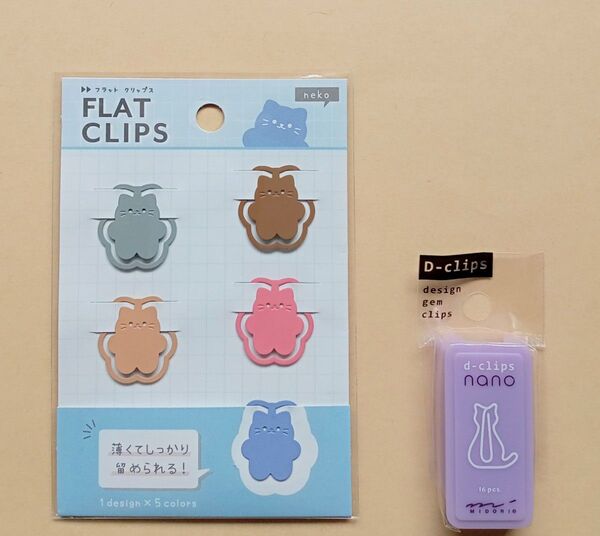 ▶▶ フラット クリップス
FLAT
CLIPS
neko
薄くてしっかり
留められる！
1 design × 5 colors
D-clips
design
gem
clips
d-clips
nano
16 pcs.
MIDORI